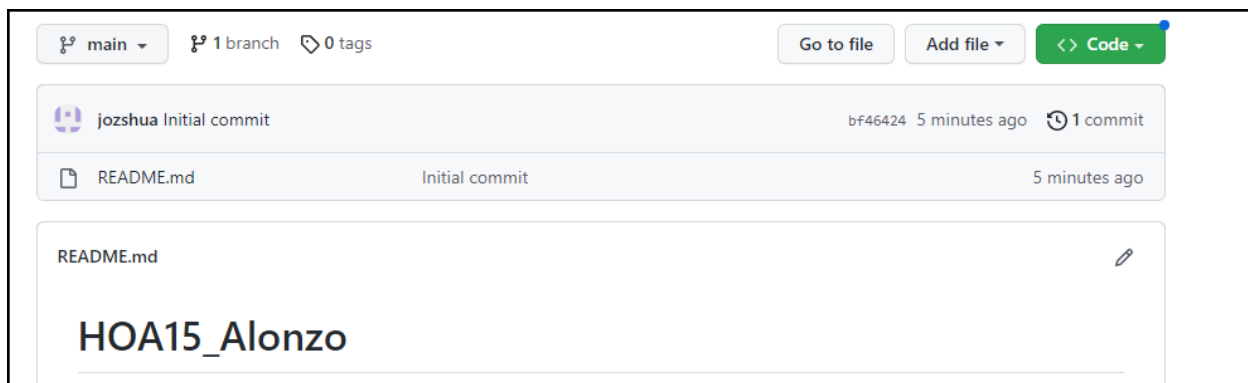 main 1 branch 0 tags Go to file Add file <> Code
jozshua Initial commit bf46424 5 minutes ago 1 commit
README.md Initial commit 5 minutes ago
README.md
HOA15_Alonzo